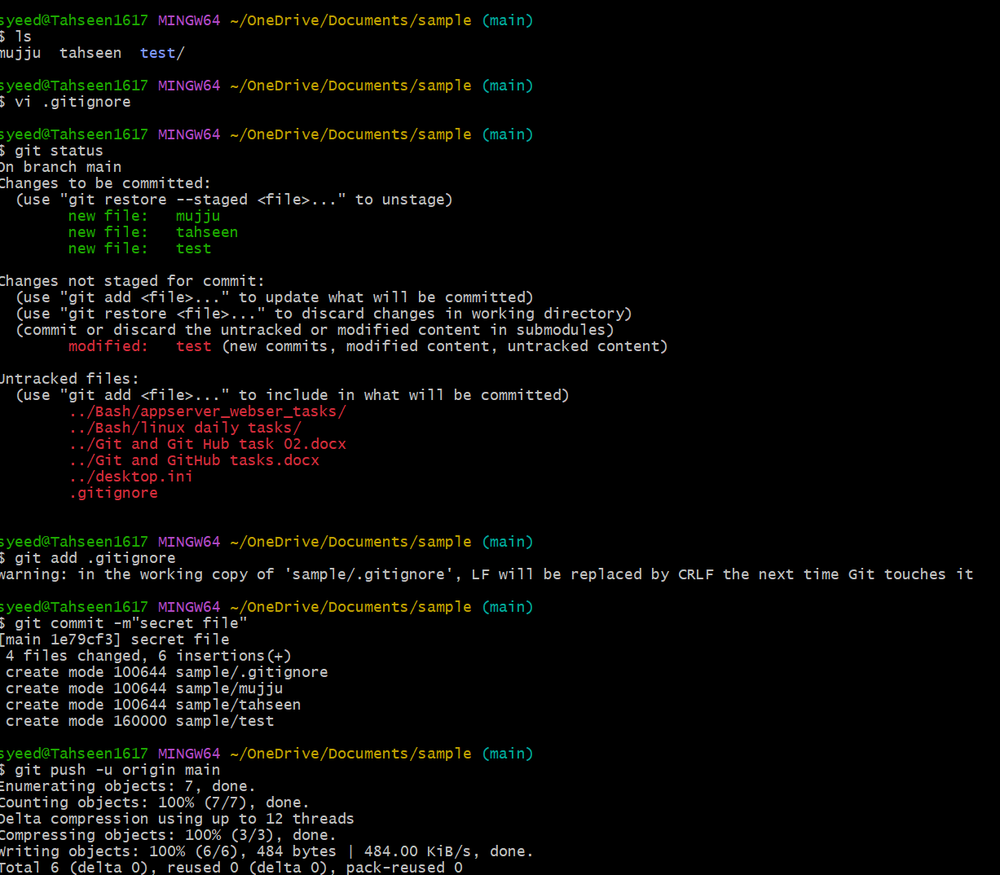 syeed@Tahseen1617 MINGW64 ~/OneDrive/Documents/sample (main)
$ ls
mujju  tahseen  test/
syeed@Tahseen1617 MINGW64 ~/OneDrive/Documents/sample (main)
$ vi .gitignore
syeed@Tahseen1617 MINGW64 ~/OneDrive/Documents/sample (main)
$ git status
On branch main
Changes to be committed:
  (use "git restore --staged <file>..." to unstage)
        new file:   mujju
        new file:   tahseen
        new file:   test
Changes not staged for commit:
  (use "git add <file>..." to update what will be committed)
  (use "git restore <file>..." to discard changes in working directory)
  (commit or discard the untracked or modified content in submodules)
        modified:   test (new commits, modified content, untracked content)
Untracked files:
  (use "git add <file>..." to include in what will be committed)
        ../Bash/appserver_webser_tasks/
        ../Bash/linux daily tasks/
        ../Git and Git Hub task 02.docx
        ../Git and GitHub tasks.docx
        ../desktop.ini
        .gitignore
syeed@Tahseen1617 MINGW64 ~/OneDrive/Documents/sample (main)
$ git add .gitignore
warning: in the working copy of 'sample/.gitignore', LF will be replaced by CRLF the next time Git touches it
syeed@Tahseen1617 MINGW64 ~/OneDrive/Documents/sample (main)
$ git commit -m"secret file"
[main 1e79cf3] secret file
 4 files changed, 6 insertions(+)
 create mode 100644 sample/.gitignore
 create mode 100644 sample/mujju
 create mode 100644 sample/tahseen
 create mode 160000 sample/test
syeed@Tahseen1617 MINGW64 ~/OneDrive/Documents/sample (main)
$ git push -u origin main
Enumerating objects: 7, done.
Counting objects: 100% (7/7), done.
Delta compression using up to 12 threads
Compressing objects: 100% (3/3), done.
Writing objects: 100% (6/6), 484 bytes | 484.00 KiB/s, done.
Total 6 (delta 0), reused 0 (delta 0), pack-reused 0